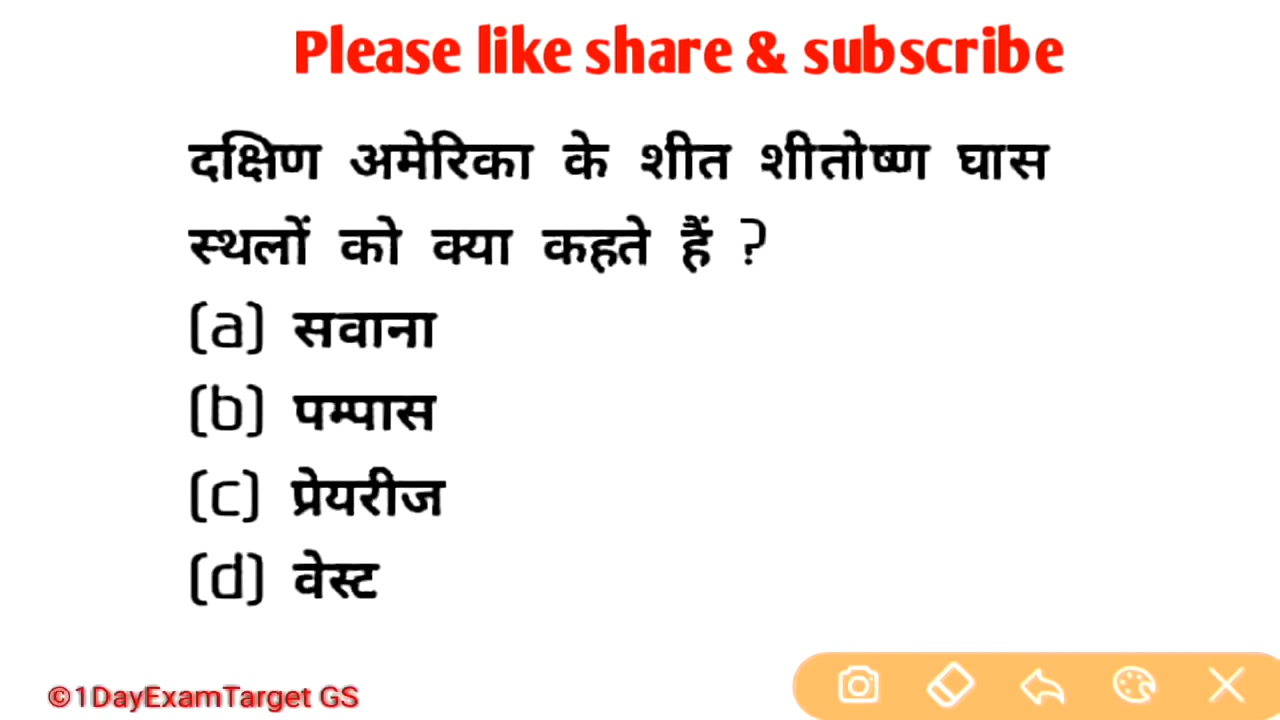 Please like share & subscribe
दक्षिण अमेरिका के शीत शीतोष्ण घास
स्थलों को क्या कहते हैं ?
(a) सवाना
(b) पम्पास
(c) प्रेयरीज
(d) वेस्ट
©1DayExamTarget GS